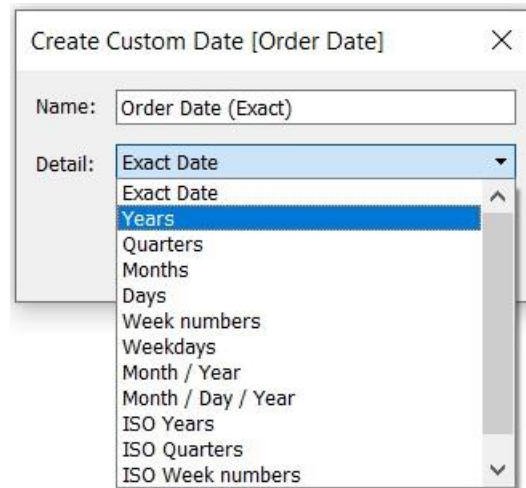 Create Custom Date [Order Date]
Name: Order Date (Exact)
Detail: Exact Date
Exact Date
Years
Quarters
Months
Days
Week numbers
Weekdays
Month / Year
Month / Day / Year
ISO Years
ISO Quarters
ISO Week numbers